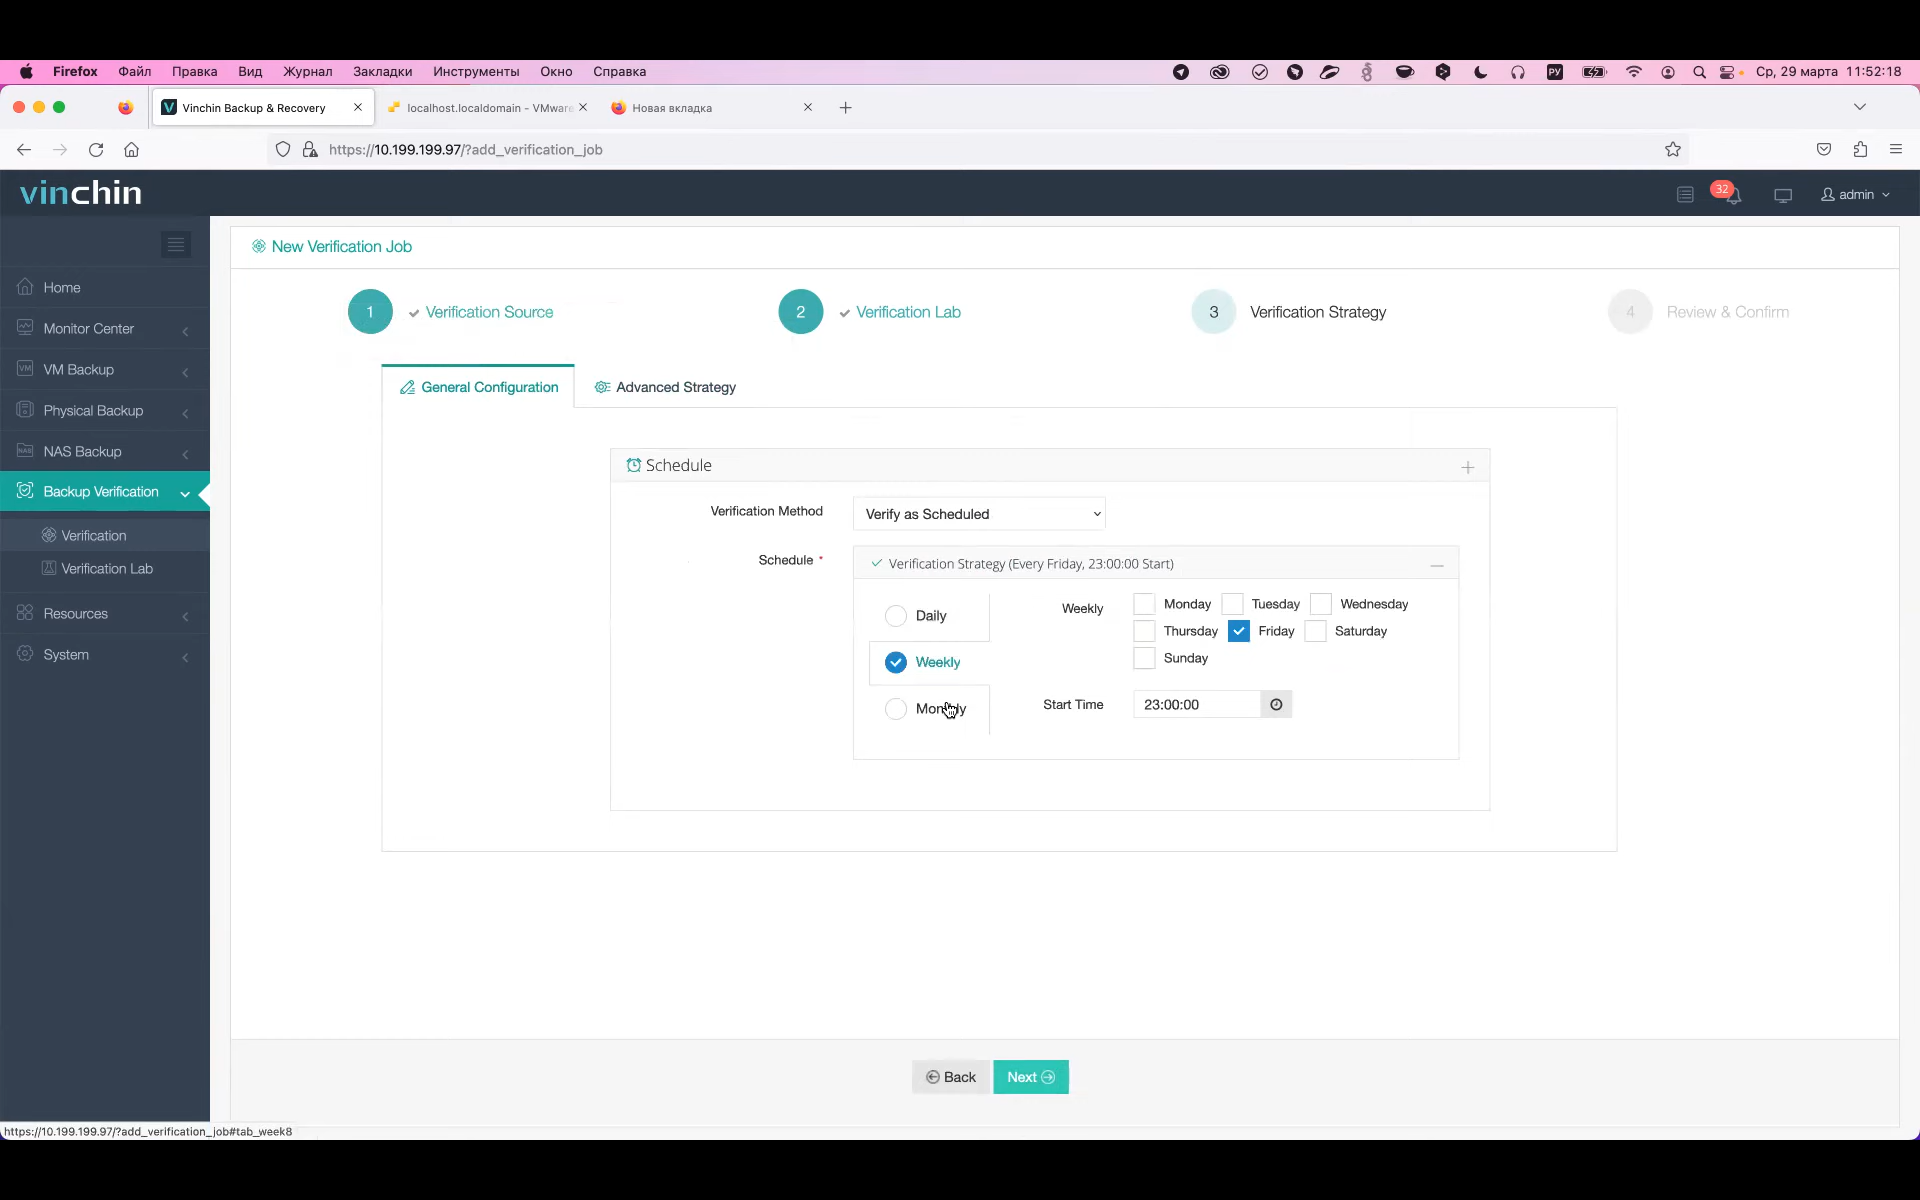 Firefox Файл Правка Вид Журнал Закладки Инструменты Окно Справка РУ Ср, 29 марта 11:52:18
Vinchin Backup & Recovery localhost.localdomain - VMware Новая вкладка
https://10.199.199.97/?add_verification_job
vinchin 32 admin
New Verification Job
Home
Monitor Center
VM VM Backup
Physical Backup
NAS NAS Backup
Backup Verification
Verification
Verification Lab
Resources
System
1 Verification Source 2 Verification Lab 3 Verification Strategy 4 Review & Confirm
General Configuration Advanced Strategy
Schedule
Verification Method Verify as Scheduled
Schedule * Verification Strategy (Every Friday, 23:00:00 Start)
Daily
Weekly
Monthly
Weekly Monday Tuesday Wednesday
Thursday Friday Saturday
Sunday
Start Time 23:00:00
Back Next
https://10.199.199.97/?add_verification_job#tab_week8